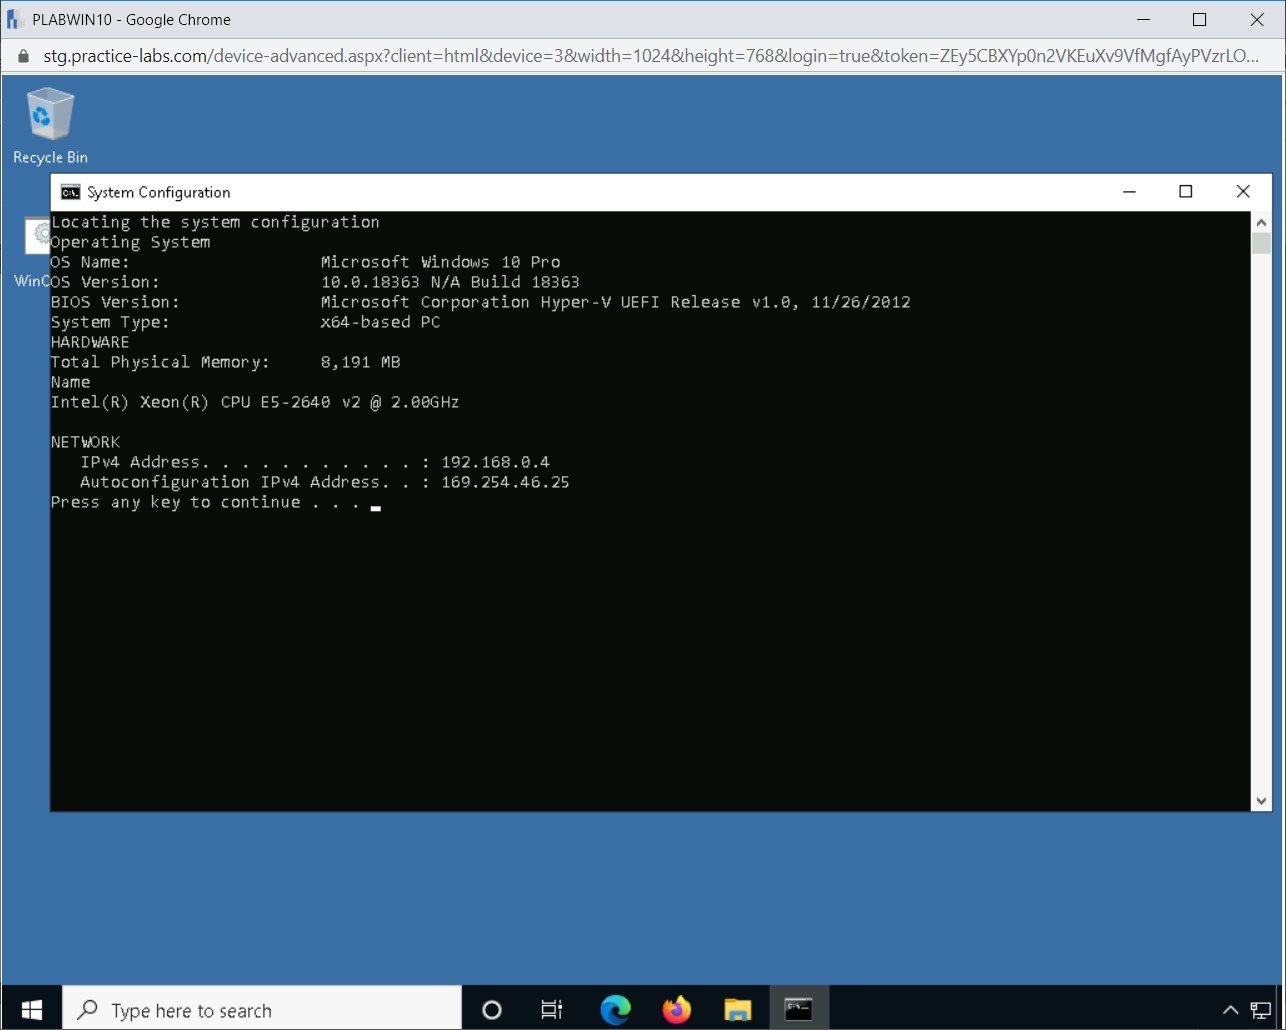 PLABWIN10 - Google Chrome
stg.practice-labs.com/device-advanced.aspx?client=html&device=3&width=1024&height=768&login=true&token=ZEy5CBXYp0n2VKEuXv9VfMgfAyPVzrLO...
Recycle Bin
System Configuration
WinC
Locating the system configuration
Operating System
OS Name: Microsoft Windows 10 Pro
OS Version: 10.0.18363 N/A Build 18363
BIOS Version: Microsoft Corporation Hyper-V UEFI Release v1.0, 11/26/2012
System Type: x64-based PC
HARDWARE
Total Physical Memory: 8,191 MB
Name
Intel(R) Xeon(R) CPU E5-2640 v2 @ 2.00GHz
NETWORK
IPv4 Address. . . . . . . . . . . : 192.168.0.4
Autoconfiguration IPv4 Address. . : 169.254.46.25
Press any key to continue . . .
Type here to search